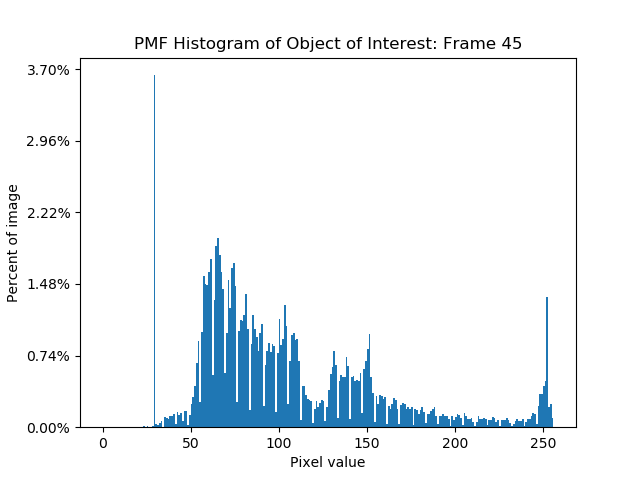 PMF Histogram of Object of Interest: Frame 45
3.70%
2.96%
2.22%
1.48%
0.74%
0.00%
Percent of image
0 50 100 150 200 250
Pixel value